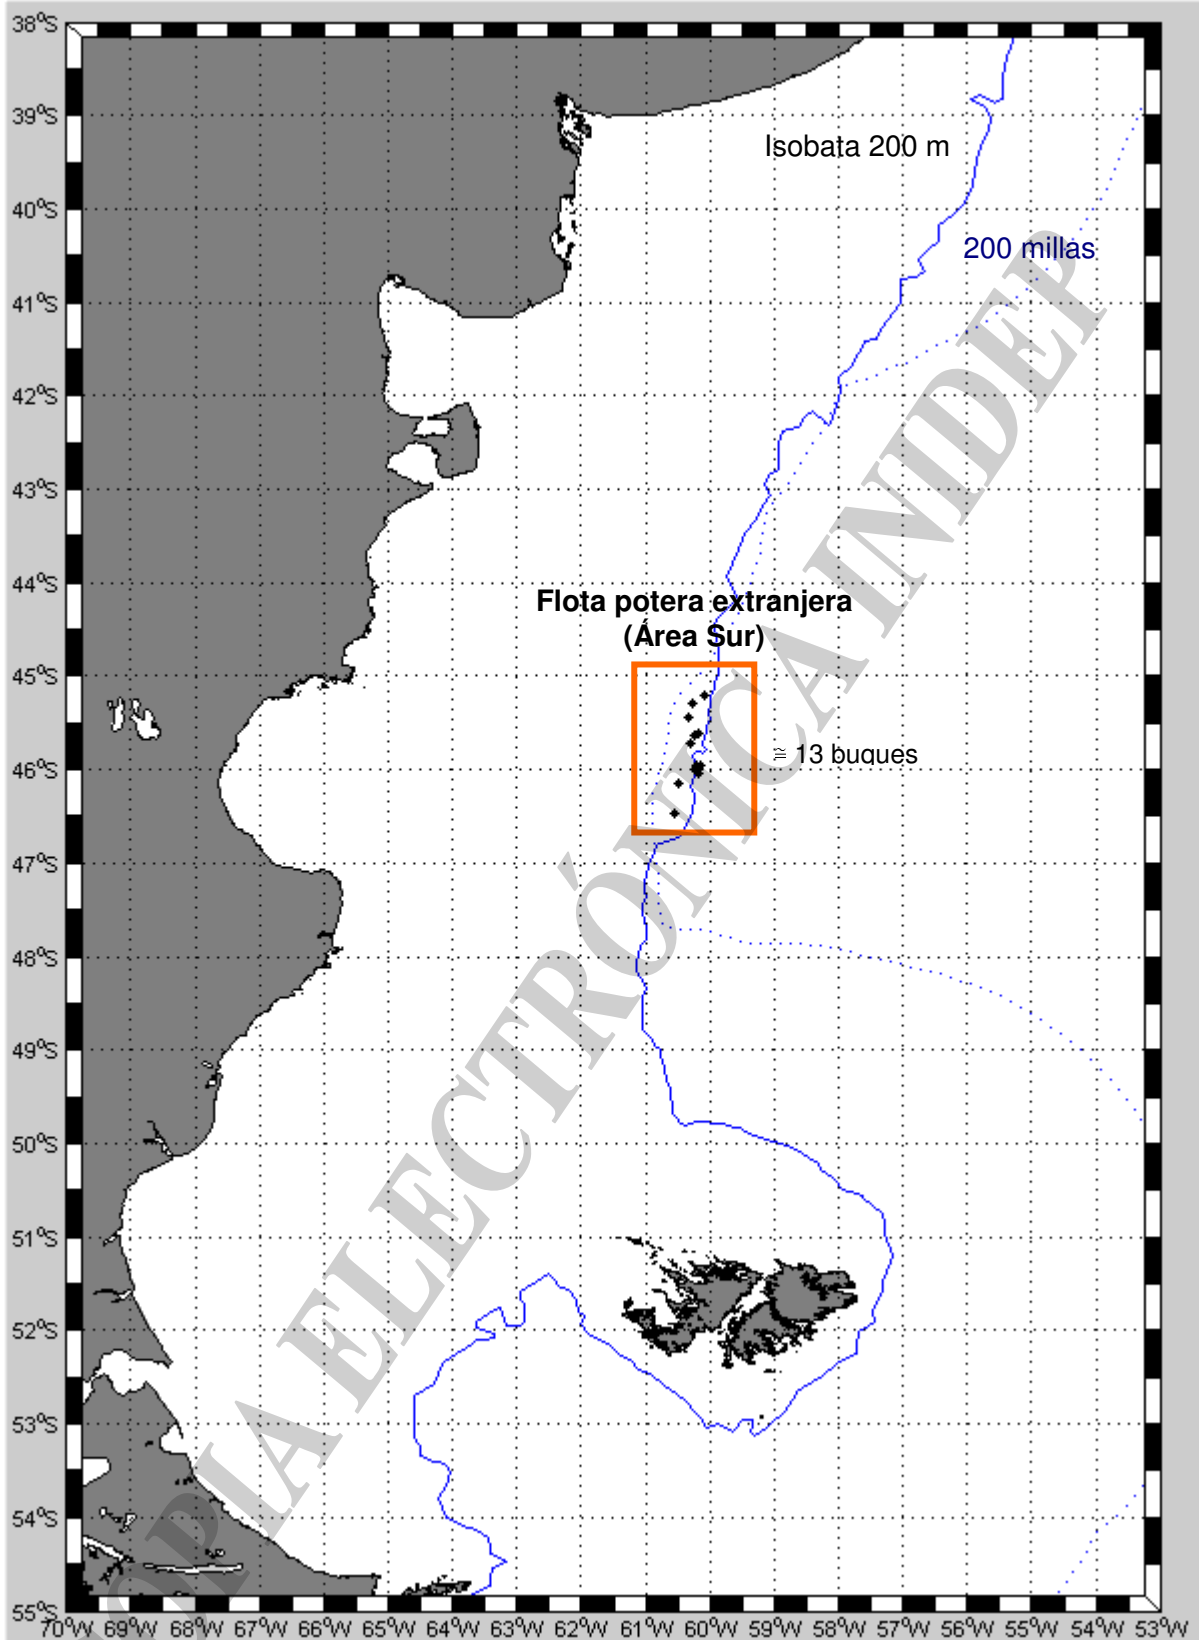 38°S
39°S
Isobata 200 m
40°S
200 millas
41°S
42°S
43°S
44°S
Flota potera extranjera
(Área Sur)
45°S
≅ 13 buques
46°S
47°S
48°S
49°S
50°S
51°S
52°S
53°S
54°S
55°S
70°W 69°W 68°W 67°W 66°W 65°W 64°W 63°W 62°W 61°W 60°W 59°W 58°W 57°W 56°W 55°W 54°W 53°W
OPIA ELECTRÓNICA INIDEP